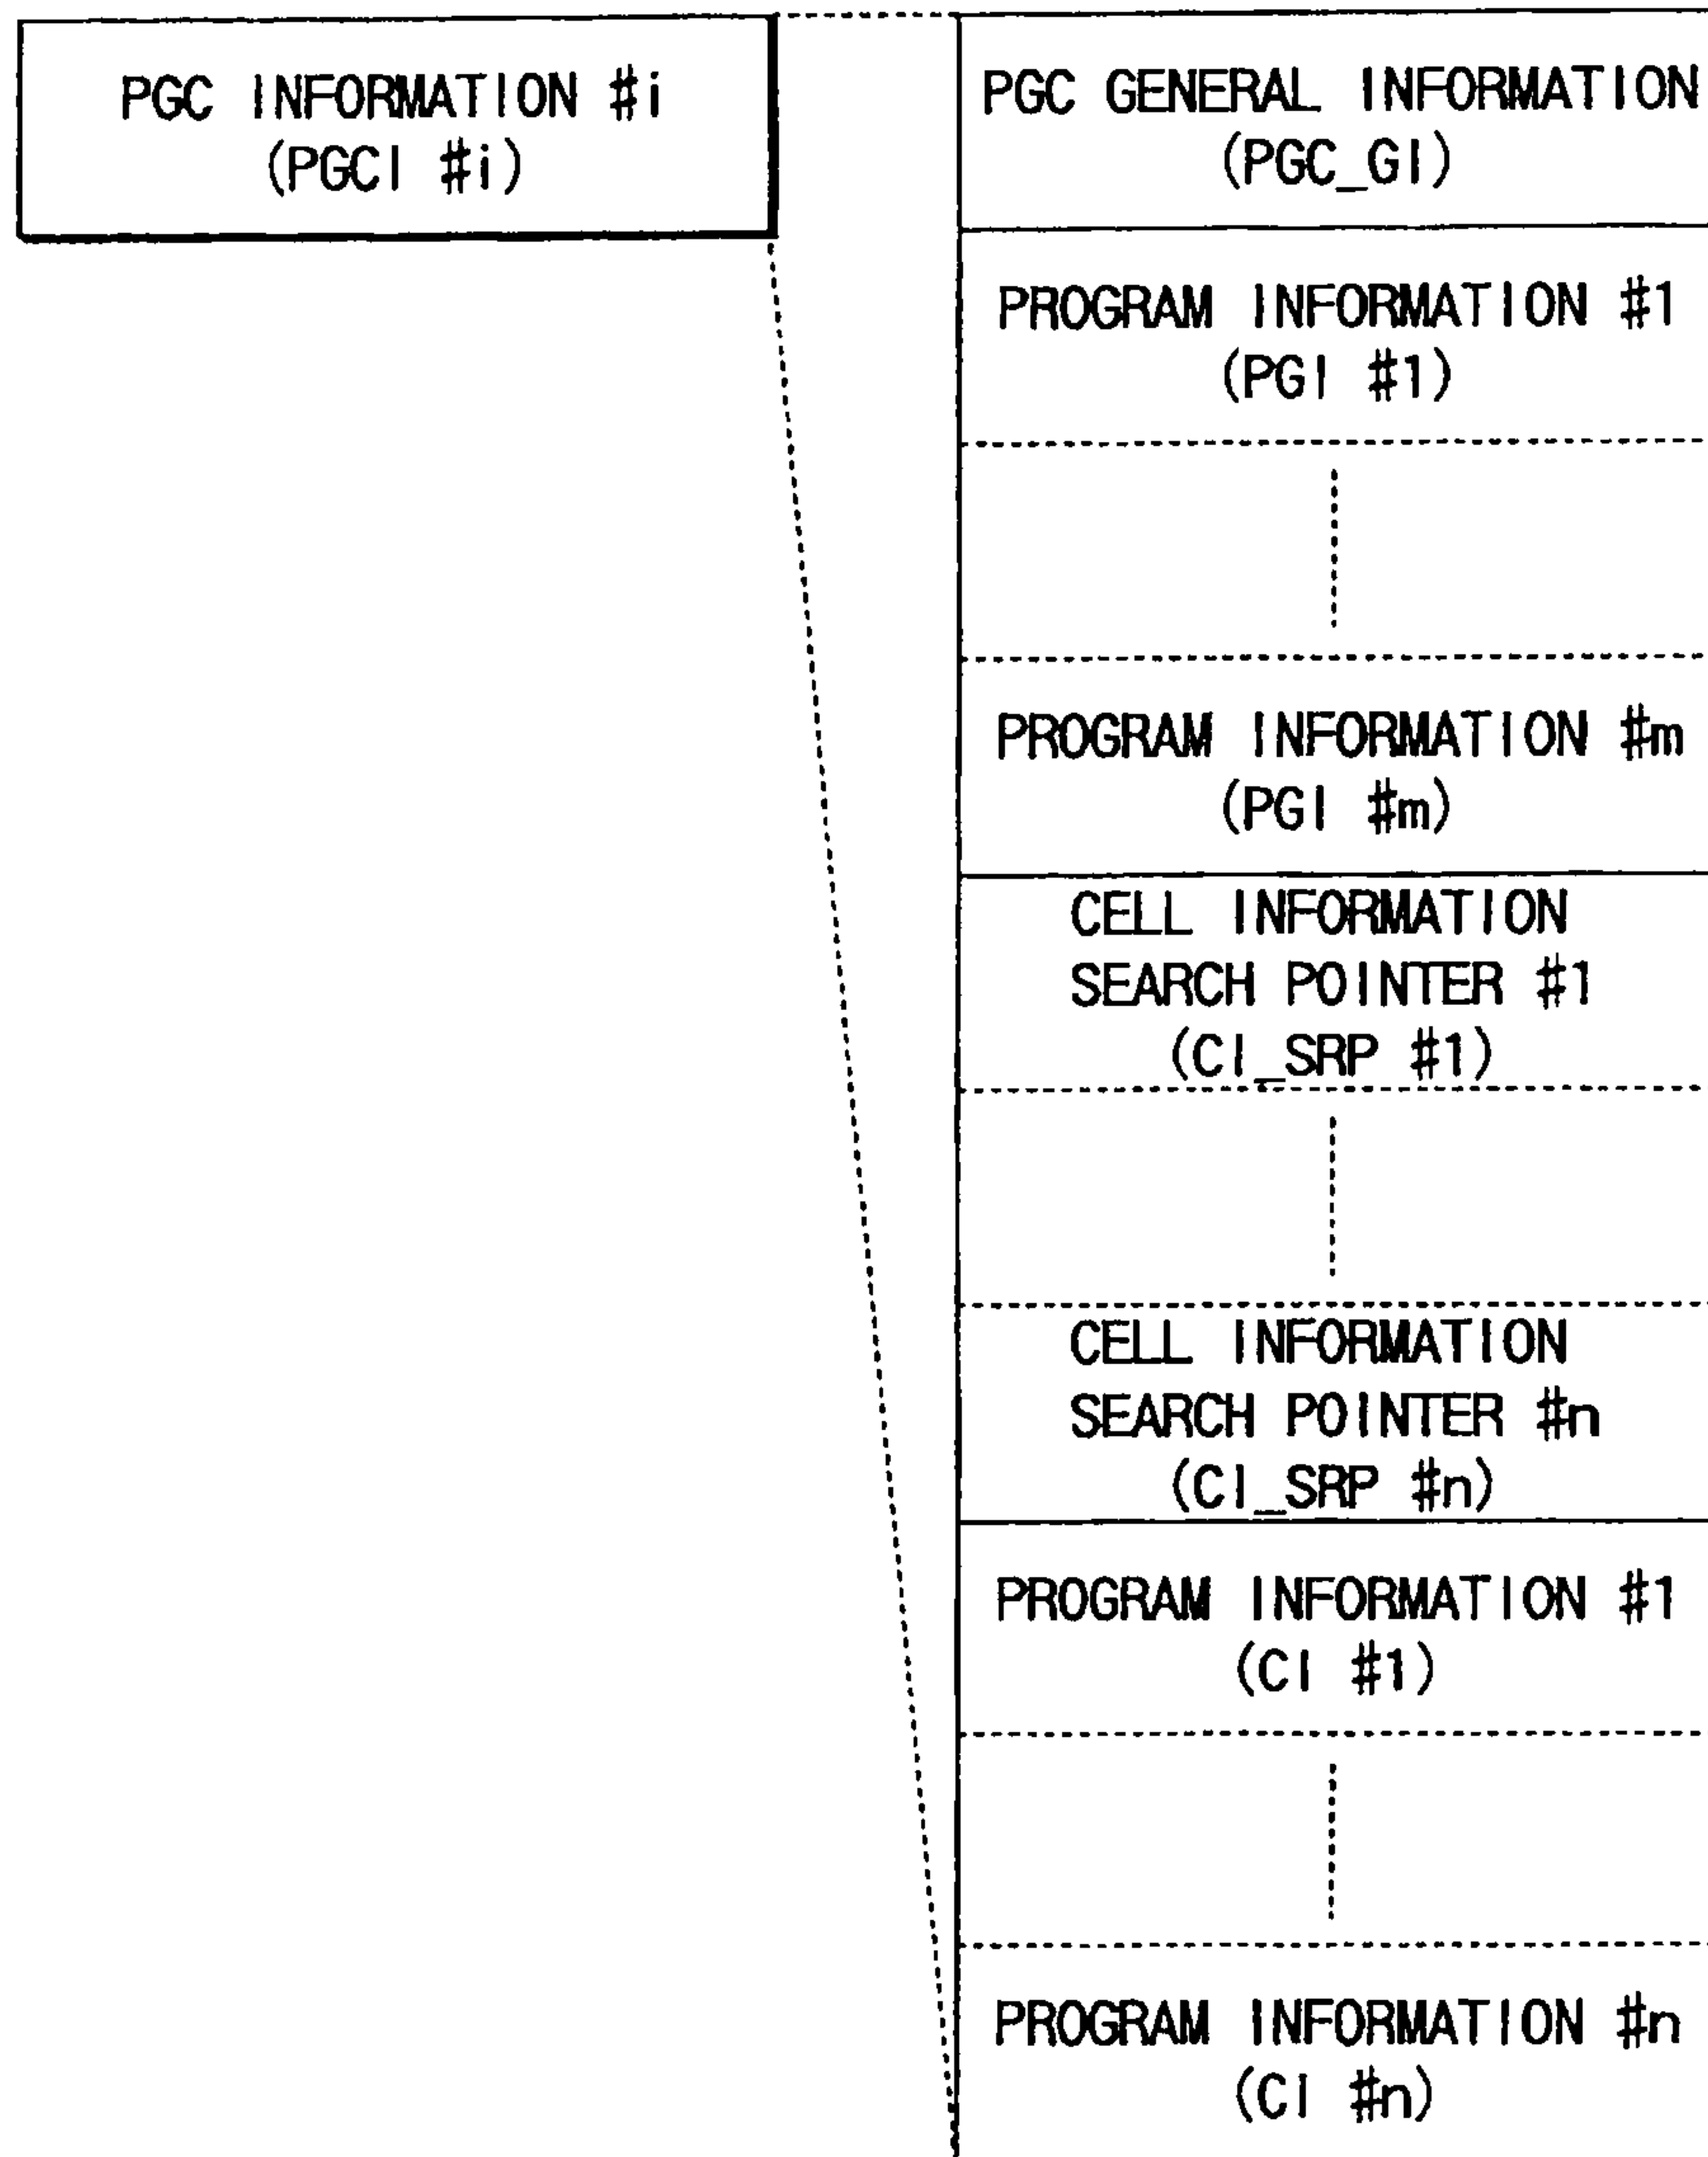 PGC INFORMATION #i
(PGCI #i)
PGC GENERAL INFORMATION
(PGC_GI)
PROGRAM INFORMATION #1
(PGI #1)
PROGRAM INFORMATION #m
(PGI #m)
CELL INFORMATION
SEARCH POINTER #1
(CI_SRP #1)
CELL INFORMATION
SEARCH POINTER #n
(CI_SRP #n)
PROGRAM INFORMATION #1
(CI #1)
PROGRAM INFORMATION #n
(CI #n)